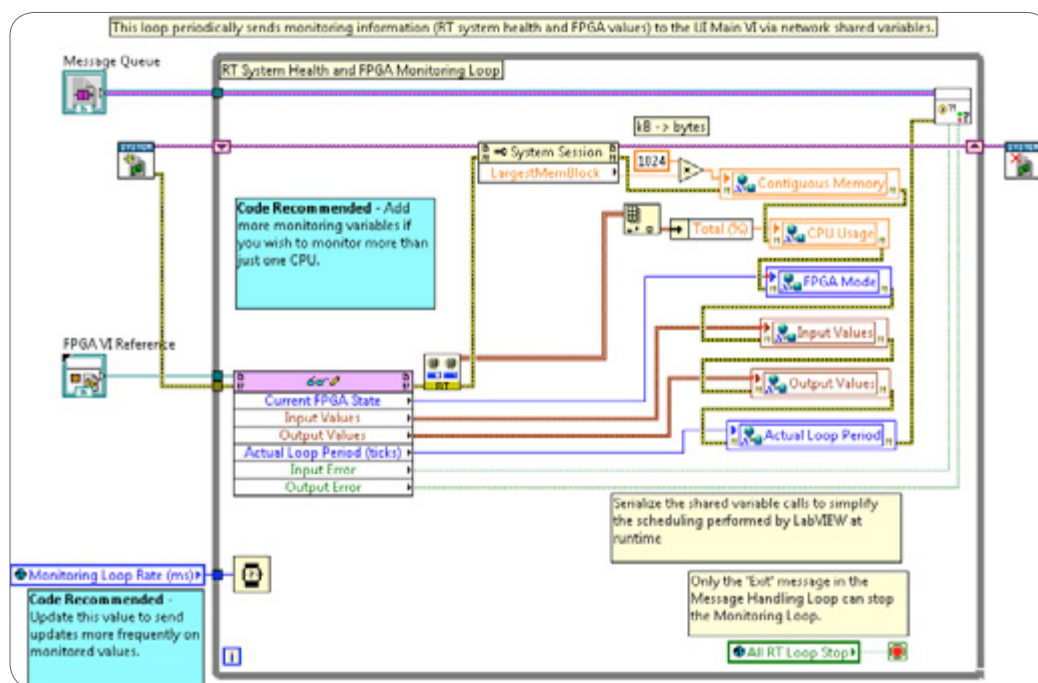 This loop periodically sends monitoring information (RT system health and FPGA values) to the UI Main VI via network shared variables.
Message Queue
RT System Health and FPGA Monitoring Loop
kB -> bytes
SYSTEM
System Session
LargestMemBlock
1024
Contiguous Memory
SYSTEM
Code Recommended - Add
more monitoring variables if
you wish to monitor more than
just one CPU.
Total (%)
CPU Usage
FPGA Mode
Input Values
Output Values
Actual Loop Period
FPGA VI Reference
RT
Current FPGA State
Input Values
Output Values
Actual Loop Period (ticks)
Input Error
Output Error
Serialize the shared variable calls to simplify
the scheduling performed by LabVIEW at
runtime
Monitoring Loop Rate (ms)
Code Recommended -
Update this value to send
updates more frequently on
monitored values.
Only the 'Exit' message in the
Message Handling Loop can stop
the Monitoring Loop.
All RT Loop Stop
i